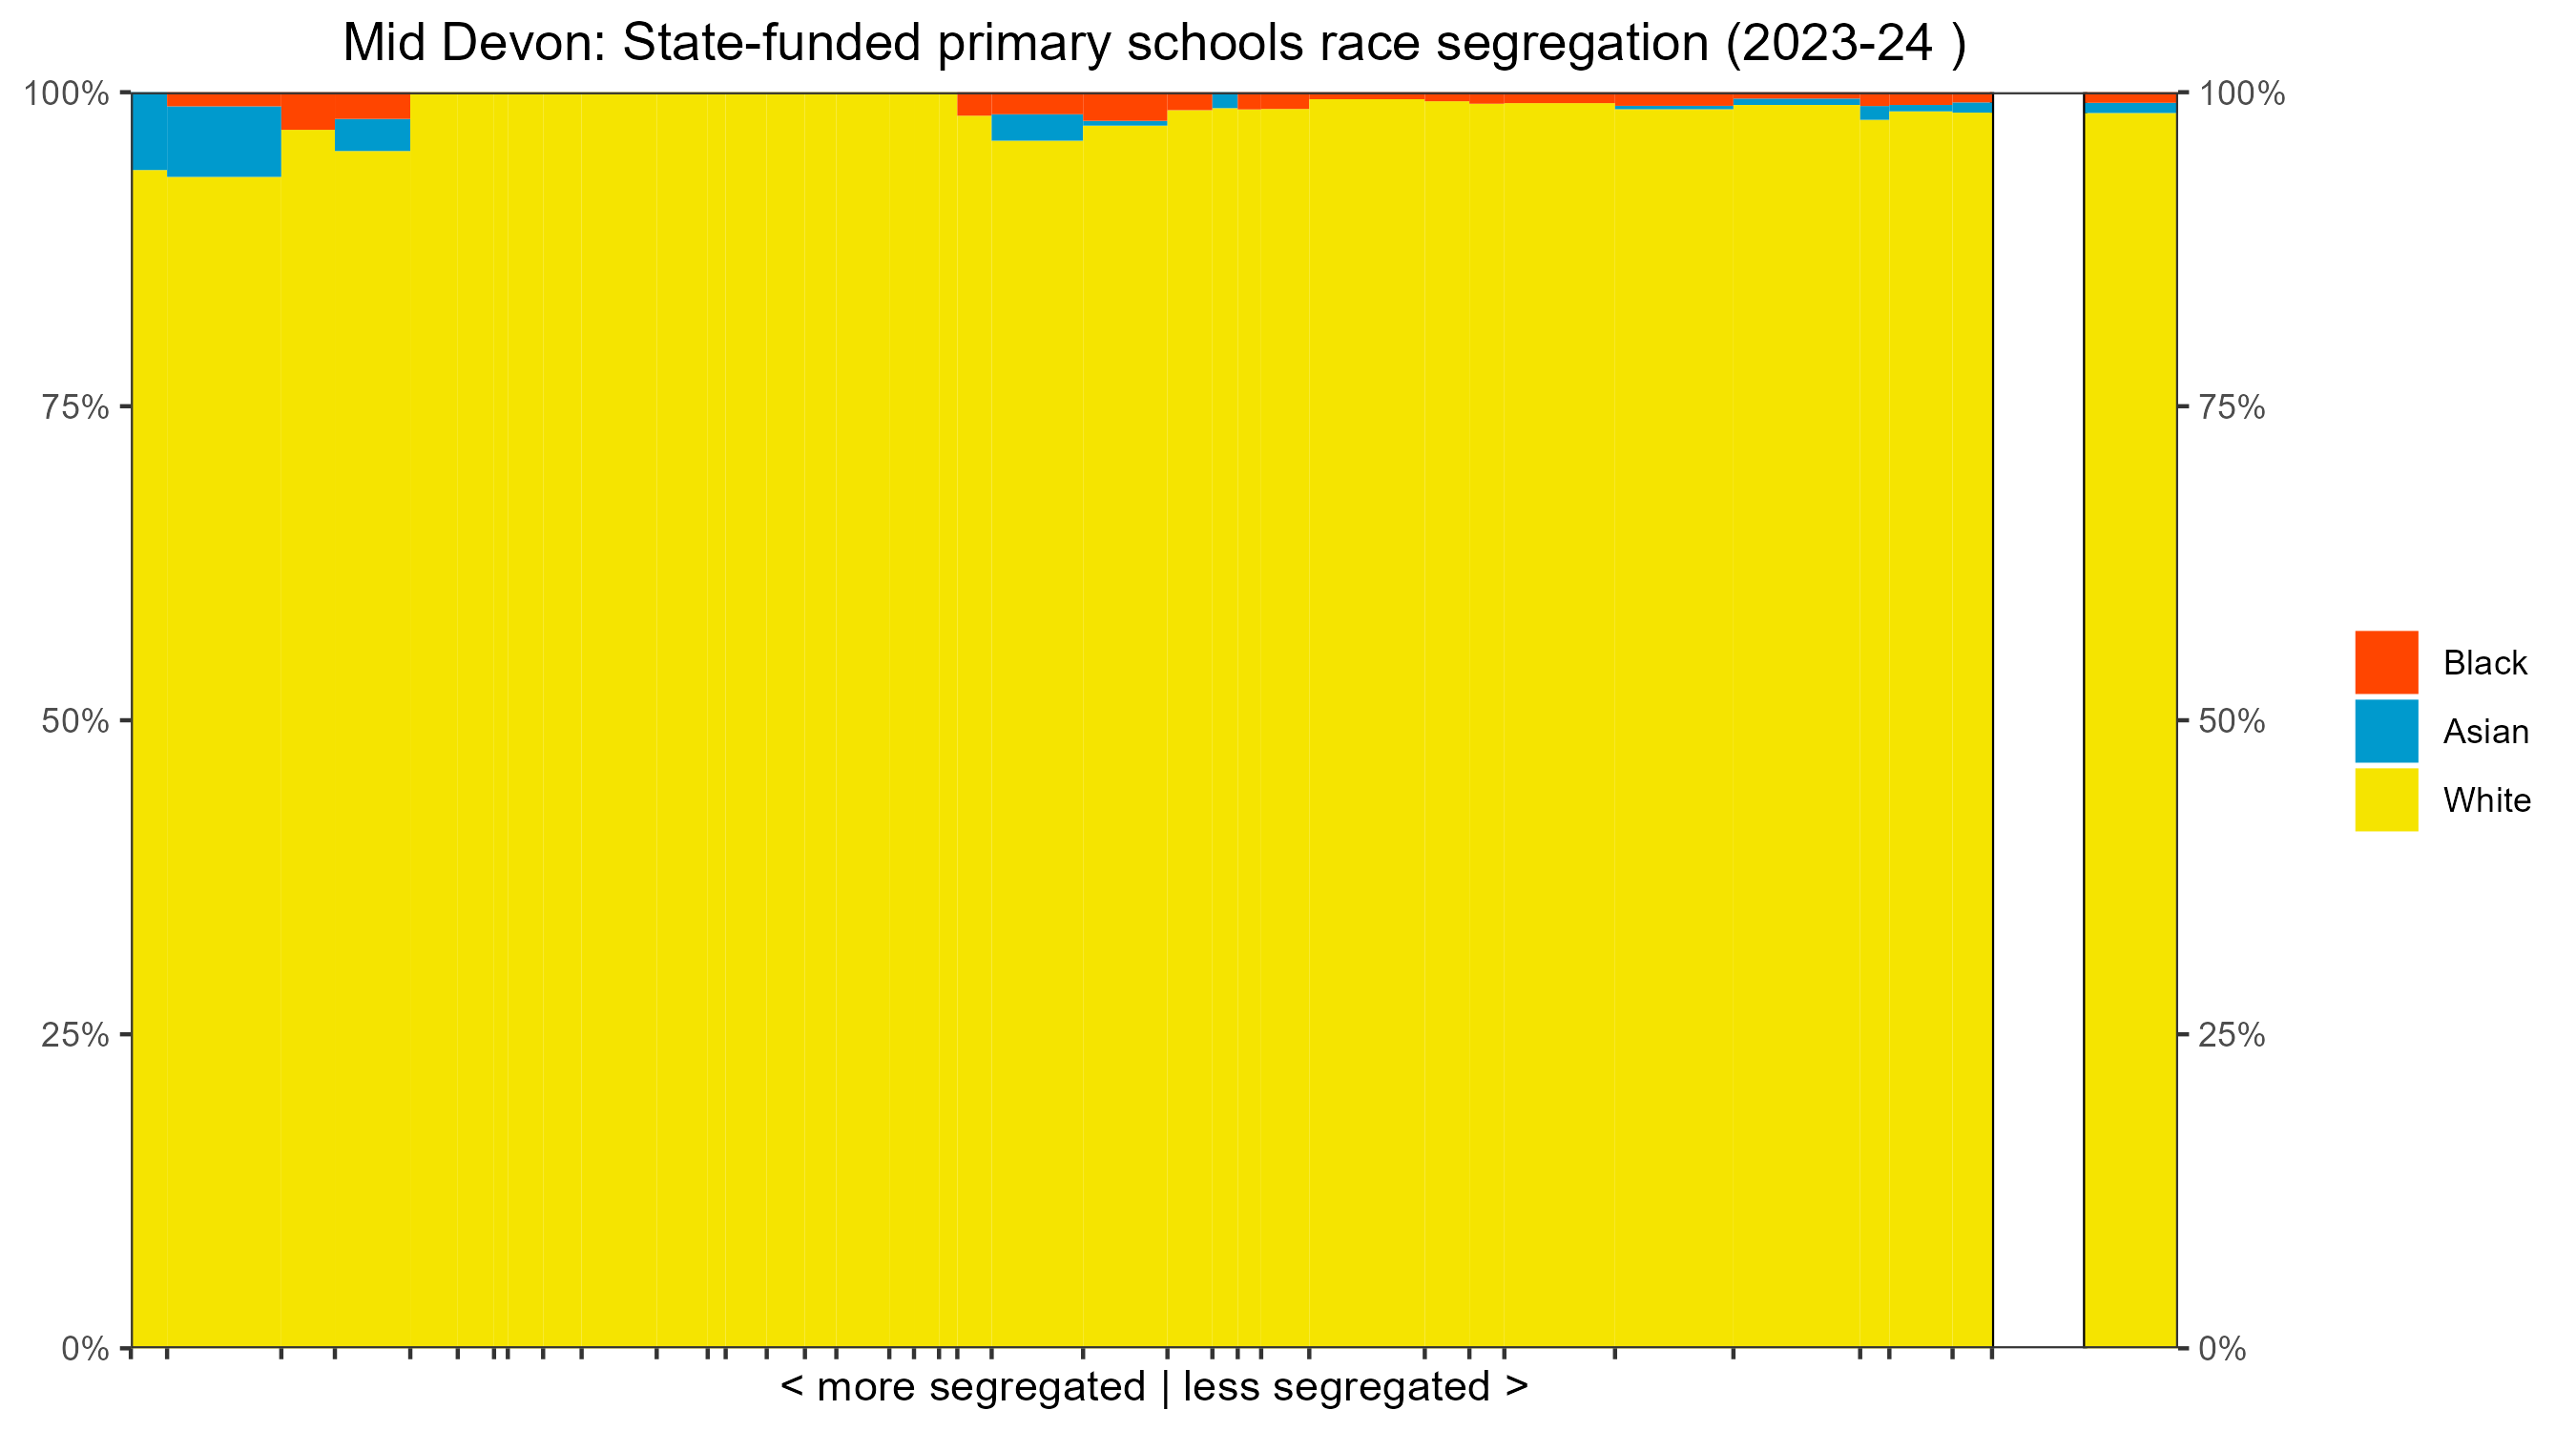 Mid Devon: State-funded primary schools race segregation (2023-24 )
100%
75%
50%
25%
0%
100%
75%
50%
25%
0%
Black
Asian
White
< more segregated | less segregated >